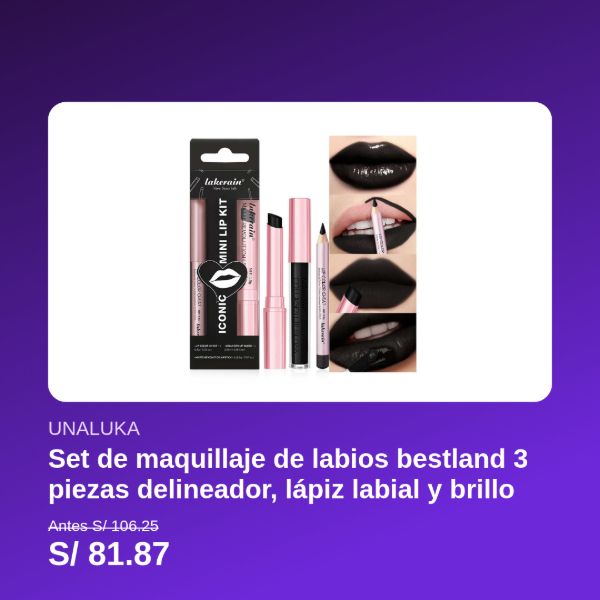 lakerain
ICONIC MINI LIP KIT
UNALUKA
Set de maquillaje de labios bestland 3
piezas delineador, lápiz labial y brillo
Antes S/ 106.25
S/ 81.87